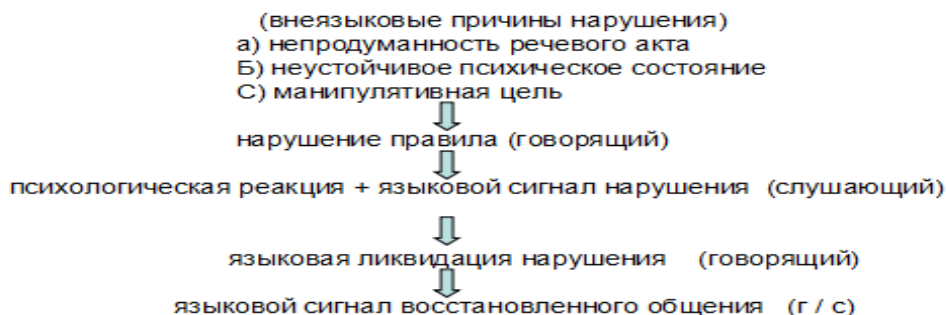 (внеязыковые причины нарушения)
а) непродуманность речевого акта
Б) неустойчивое психическое состояние
С) манипулятивная цель
нарушение правила (говорящий)
психологическая реакция + языковой сигнал нарушения (слушающий)
языковая ликвидация нарушения (говорящий)
языковой сигнал восстановленного общения (г / с)